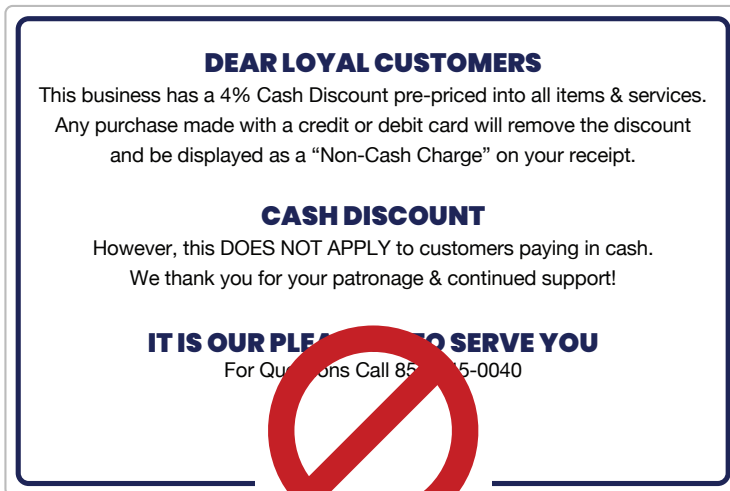 DEAR LOYAL CUSTOMERS
This business has a 4% Cash Discount pre-priced into all items & services.
Any purchase made with a credit or debit card will remove the discount
and be displayed as a “Non-Cash Charge” on your receipt.
CASH DISCOUNT
However, this DOES NOT APPLY to customers paying in cash.
We thank you for your patronage & continued support!
IT IS OUR TO SERVE YOU
For Call